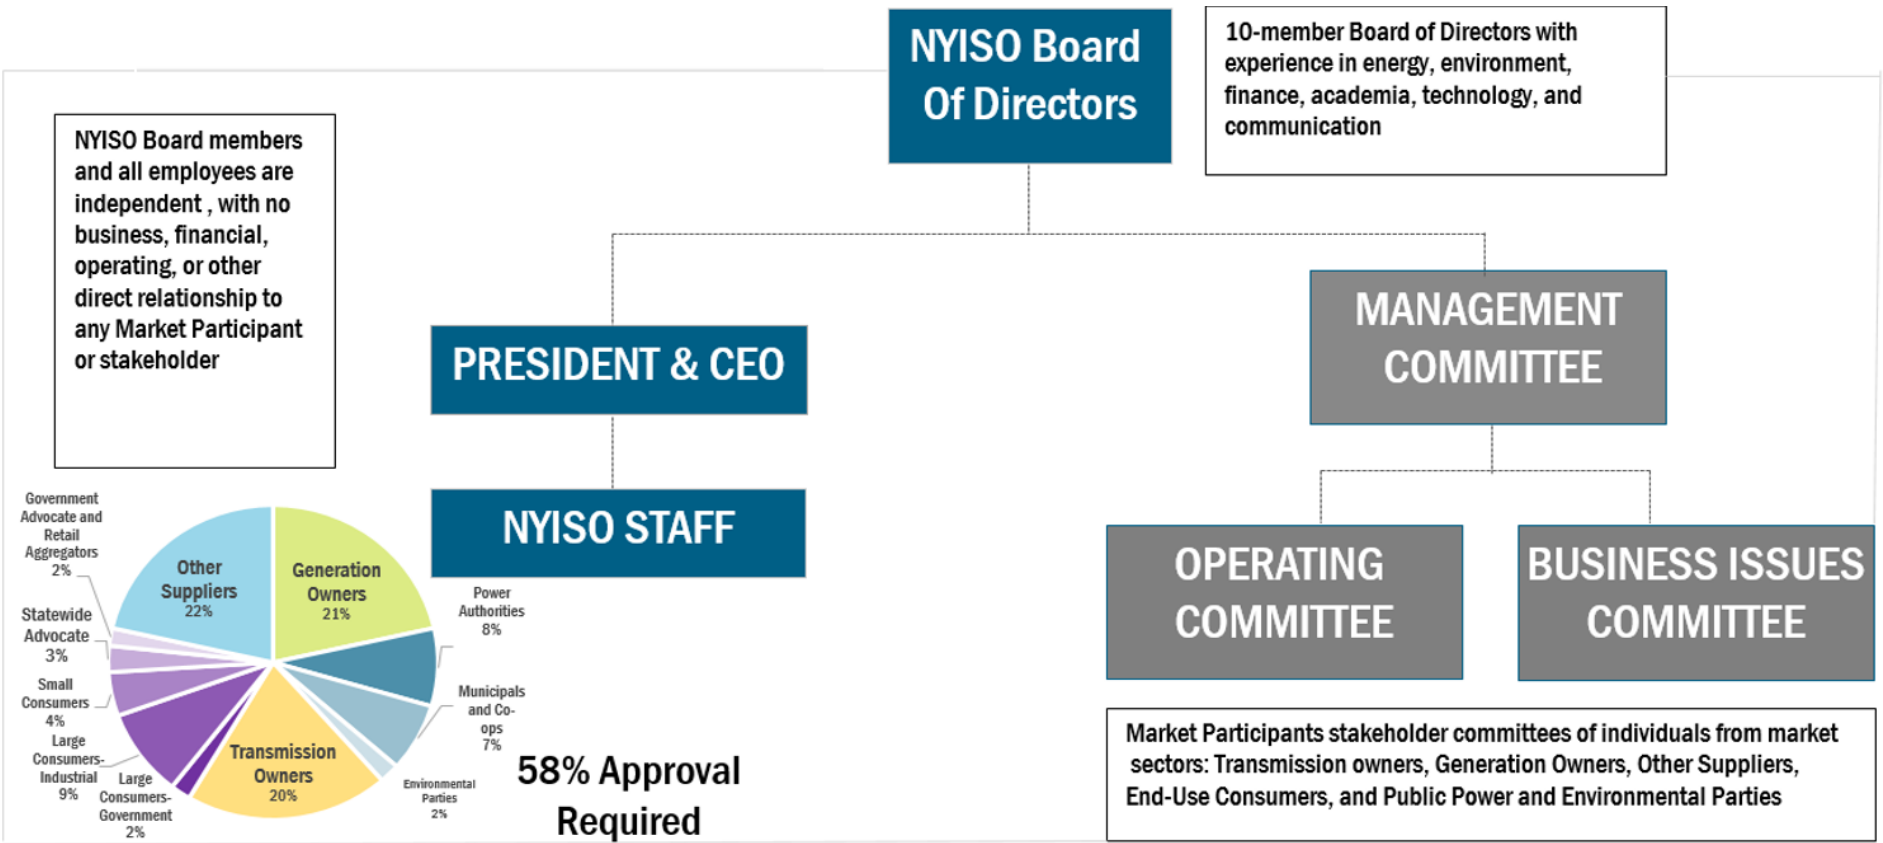 NYISO Board
Of Directors
10-member Board of Directors with
experience in energy, environment,
finance, academia, technology, and
communication
NYISO Board members
and all employees are
independent , with no
business, financial,
operating, or other
direct relationship to
any Market Participant
or stakeholder
PRESIDENT & CEO
NYISO STAFF
MANAGEMENT
COMMITTEE
OPERATING
COMMITTEE
BUSINESS ISSUES
COMMITTEE
Market Participants stakeholder committees of individuals from market
sectors: Transmission owners, Generation Owners, Other Suppliers,
End-Use Consumers, and Public Power and Environmental Parties
Government
Advocate and
Retail
Aggregators
2%
Statewide
Advocate
3%
Small
Consumers
4%
Large
Consumers-
Industrial
9%
Large
Consumers-
Government
2%
Other
Suppliers
22%
Generation
Owners
21%
Transmission
Owners
20%
Power
Authorities
8%
Municipals
and Co-
ops
7%
Environmental
Parties
2%
58% Approval
Required